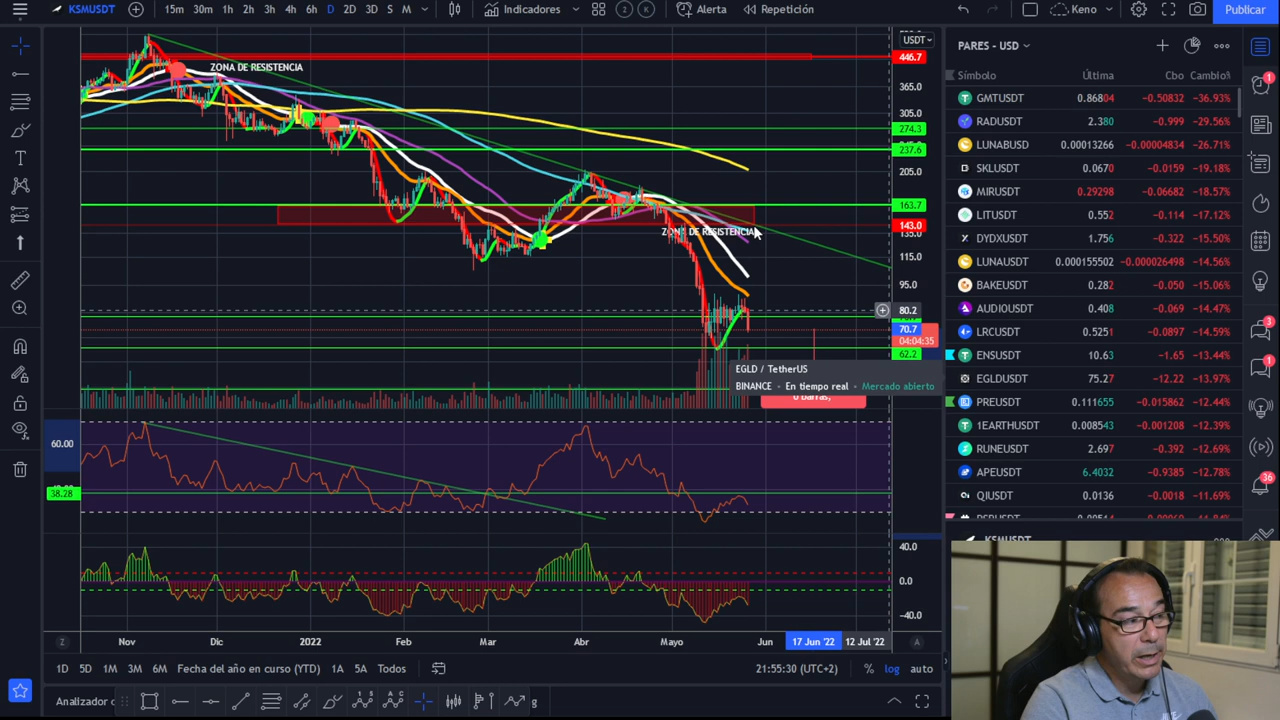 KSMUSDT
15m 30m 1h 2h 3h 4h 6h D 2D 3D S M
Indicadores
2 K
Alerta
Repetición
Keno
Publicar
USDT
446.7
365.0
305.0
274.3
237.6
205.0
163.7
143.0
135.0
115.0
95.0
80.2
70.7
04:04:35
62.2
ZONA DE RESISTENCIA
ZONA DE RESISTENCIA
EGLD / TetherUS
BINANCE • En tiempo real • Mercado abierto
0 barras,
60.00
38.28
40.0
0.0
-40.0
Z
Nov Dic 2022 Feb Mar Abr Mayo Jun 17 Jun '22 12 Jul '22
A
1D 5D 1M 3M 6M Fecha del año en curso (YTD) 1A 5A Todos
21:55:30 (UTC+2)
% log auto
Analizador
PARES - USD
Símbolo Última Cbo Cambio%
GMTUSDT 0.86804 −0.50832 −36.93%
RADUSDT 2.380 −0.999 −29.56%
LUNABUSD 0.00013266 −0.00004834 −26.71%
SKLUSDT 0.0670 −0.0159 −19.18%
MIRUSDT 0.29298 −0.06682 −18.57%
LITUSDT 0.552 −0.114 −17.12%
DYDXUSDT 1.756 −0.322 −15.50%
LUNAUSDT 0.000155502 −0.000026498 −14.56%
BAKEUSDT 0.282 −0.050 −15.06%
AUDIOUSDT 0.408 −0.069 −14.47%
LRCUSDT 0.5251 −0.0897 −14.59%
ENSUSDT 10.63 −1.65 −13.44%
EGLDUSDT 75.27 −12.22 −13.97%
PREUSDT 0.111655 −0.015862 −12.44%
1EARTHUSDT 0.008543 −0.001208 −12.39%
RUNEUSDT 2.697 −0.392 −12.69%
APEUSDT 6.4032 −0.9385 −12.78%
QIUSDT 0.0136 −0.0018 −11.69%
1
3
1
36